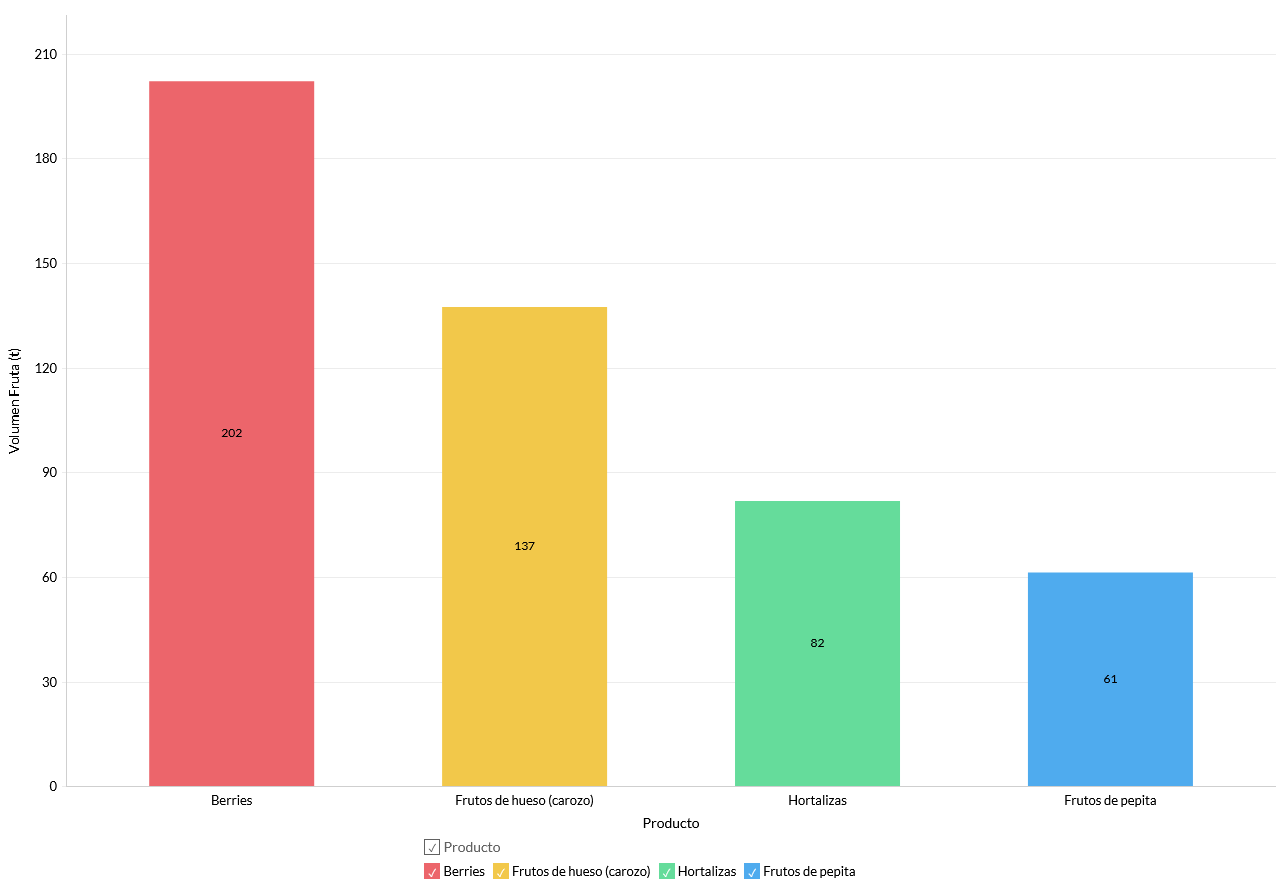 210
180
150
120
90
60
30
0
Volumen Fruta (t)
202
137
82
61
Berries
Frutos de hueso (carozo)
Hortalizas
Frutos de pepita
Producto
Producto
Berries Frutos de hueso (carozo) Hortalizas Frutos de pepita